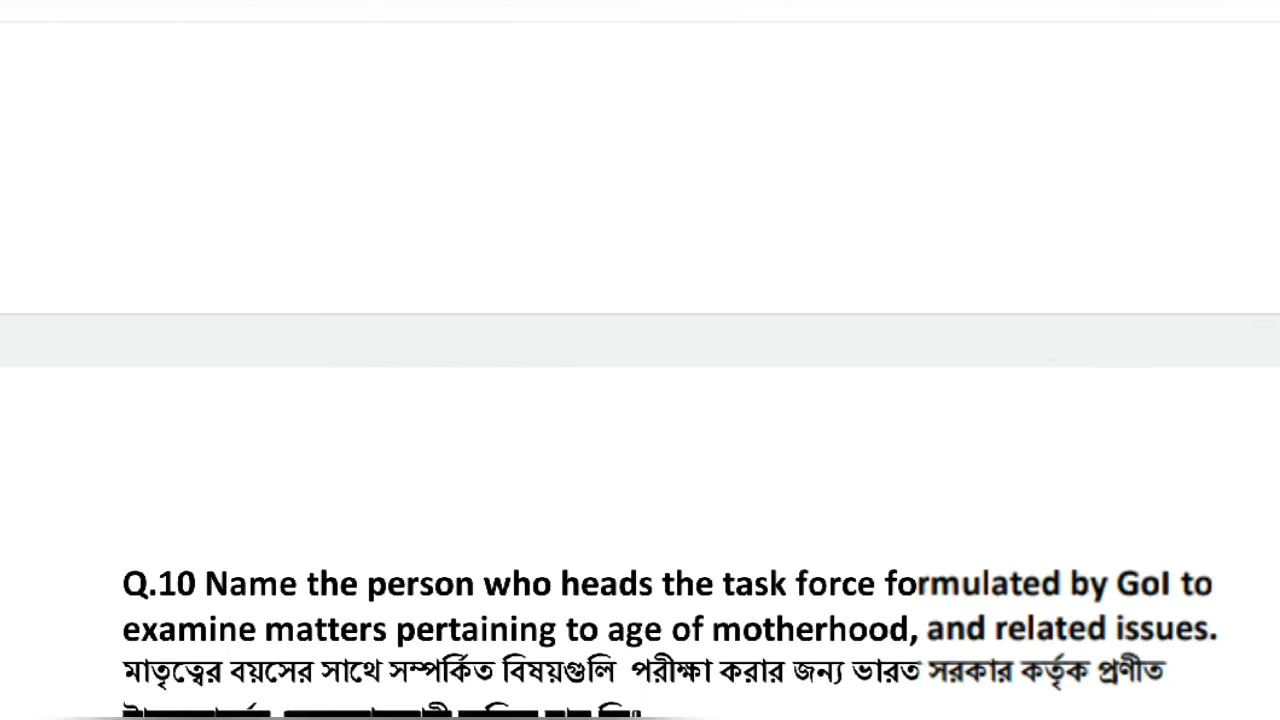 Q.10 Name the person who heads the task force formulated by GoI to
examine matters pertaining to age of motherhood, and related issues.
মাতৃত্বের বয়সের সাথে সম্পর্কিত বিষয়গুলি পরীক্ষা করার জন্য ভারত সরকার কর্তৃক প্রণীত